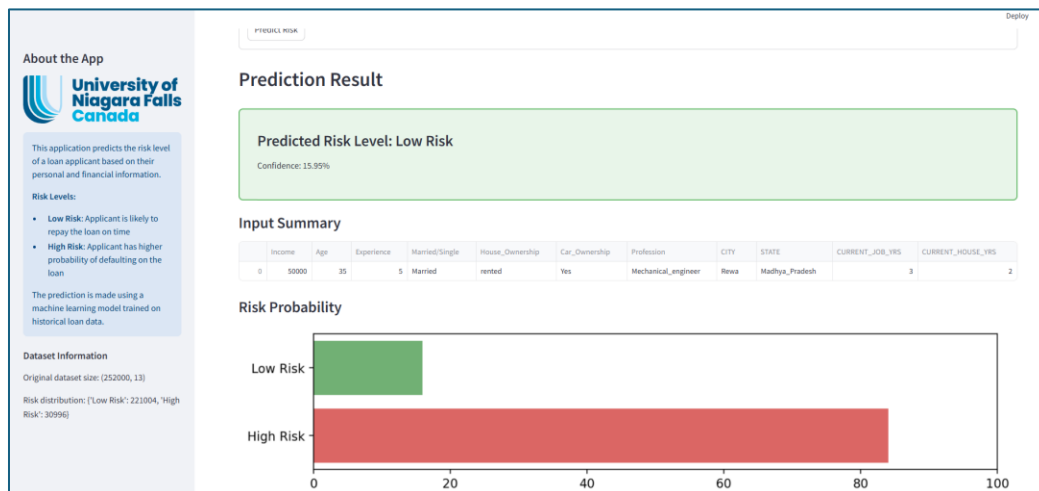 Deploy
Predict Risk
About the App
University of
Niagara Falls
Canada
This application predicts the risk level
of a loan applicant based on their
personal and financial information.
Risk Levels:
• Low Risk: Applicant is likely to
repay the loan on time
• High Risk: Applicant has higher
probability of defaulting on the
loan
The prediction is made using a
machine learning model trained on
historical loan data.
Dataset Information
Original dataset size: (252000, 13)
Risk distribution: {'Low Risk': 221004, 'High
Risk': 30996}
Prediction Result
Predicted Risk Level: Low Risk
Confidence: 15.95%
Input Summary
Income Age Experience Married/Single House_Ownership Car_Ownership Profession CITY STATE CURRENT_JOB_YRS CURRENT_HOUSE_YRS
0 50000 35 5 Married rented Yes Mechanical_engineer Rewa Madhya_Pradesh 3 2
Risk Probability
Low Risk
High Risk
0 20 40 60 80 100